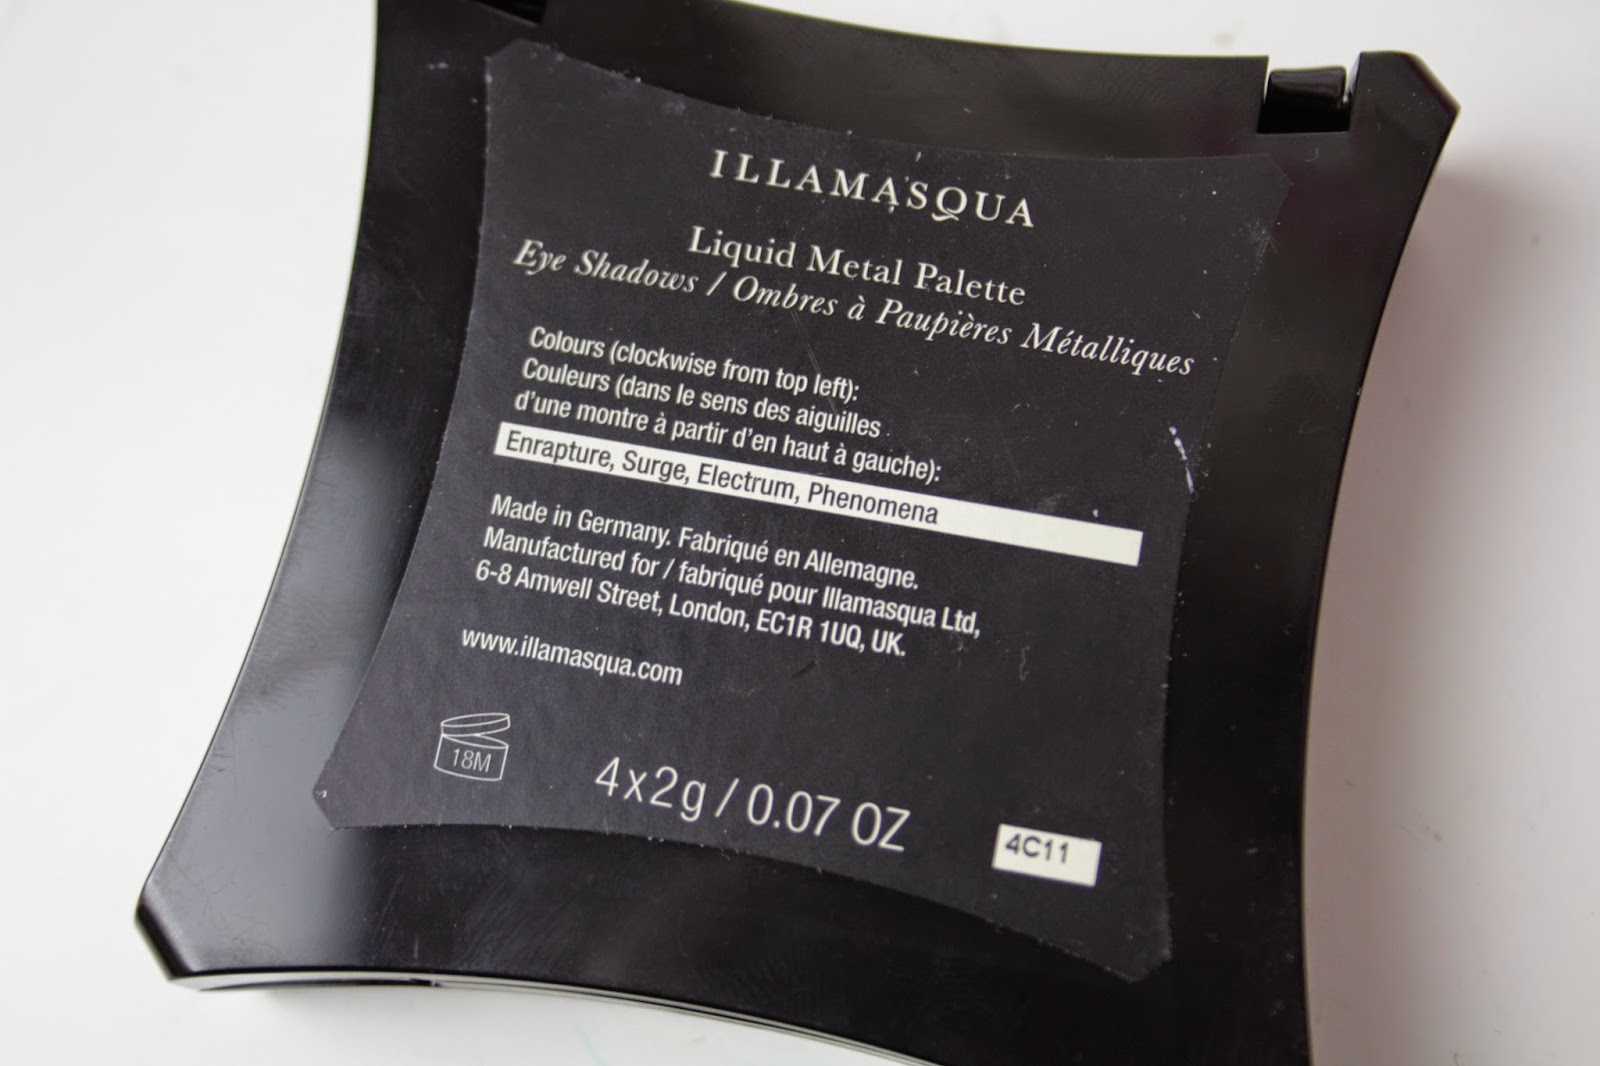 ILLAMASQUA
Liquid Metal Palette
Eye Shadows / Ombres à Paupières Métalliques
Colours (clockwise from top left):
Couleurs (dans le sens des aiguilles
d'une montre à partir d'en haut à gauche):
Enrapture, Surge, Electrum, Phenomena
Made in Germany. Fabriqué en Allemagne.
Manufactured for / fabriqué pour Illamasqua Ltd,
6-8 Amwell Street, London, EC1R 1UQ, UK.
www.illamasqua.com
18M
4x2g / 0.07 OZ
4C11